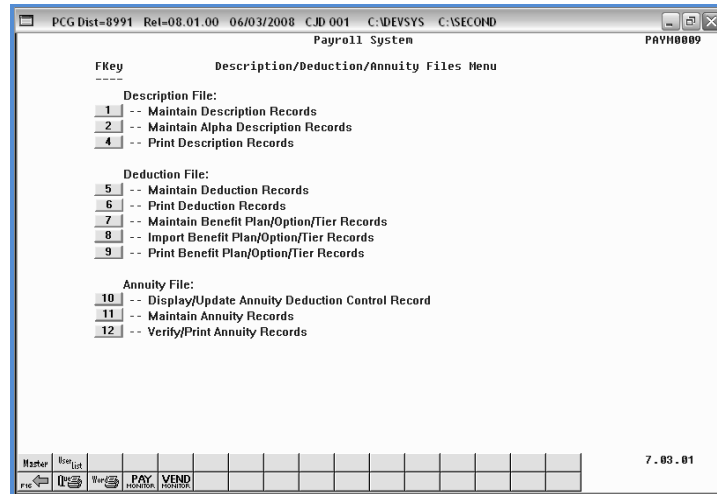 PCG Dist=8991 Rel=08.01.00 06/03/2008 CJD 001 C:\DEVSYS C:\SECOND
Payroll System PAYM0009
FKey Description/Deduction/Annuity Files Menu
----
Description File:
1 -- Maintain Description Records
2 -- Maintain Alpha Description Records
4 -- Print Description Records
Deduction File:
5 -- Maintain Deduction Records
6 -- Print Deduction Records
7 -- Maintain Benefit Plan/Option/Tier Records
8 -- Import Benefit Plan/Option/Tier Records
9 -- Print Benefit Plan/Option/Tier Records
Annuity File:
10 -- Display/Update Annuity Deduction Control Record
11 -- Maintain Annuity Records
12 -- Verify/Print Annuity Records
Master User List 7.03.01
F16 Que Wor PAY MONITOR VEND MONITOR